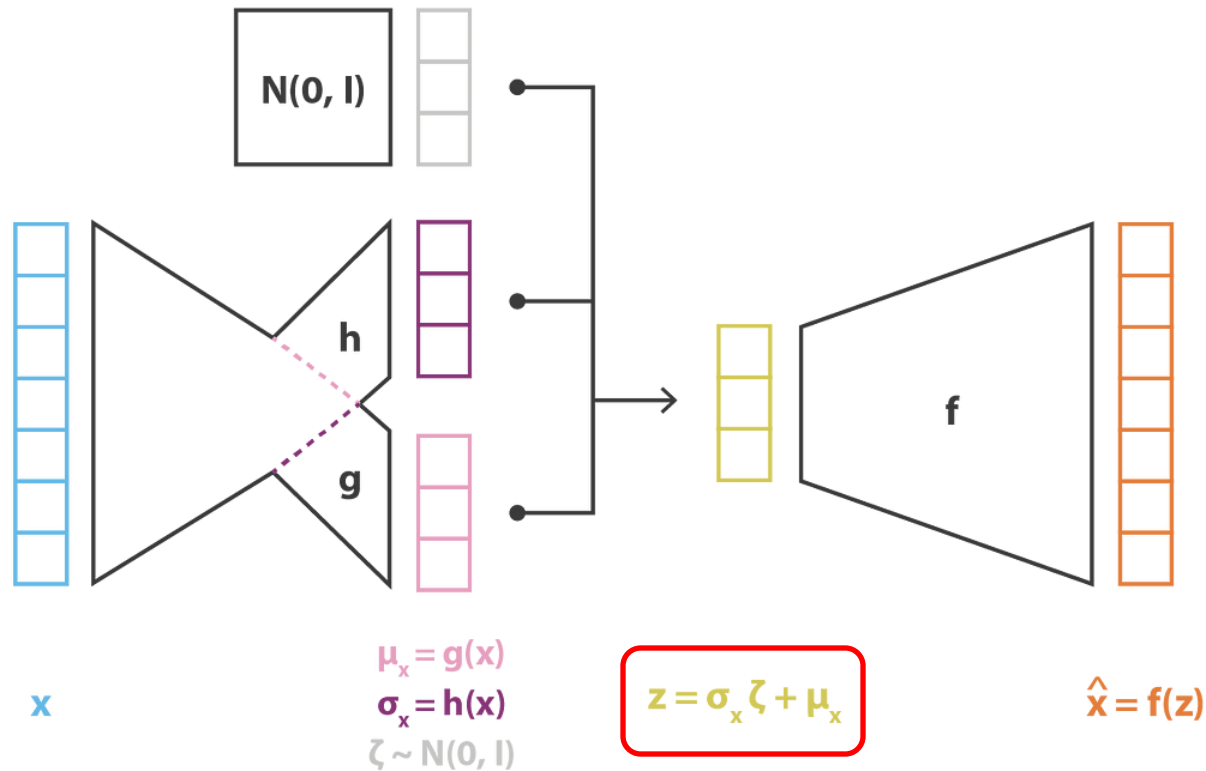 N(0, I)
h
g
f
x
μₓ = g(x)
σₓ = h(x)
ζ ~ N(0, I)
z = σₓ ζ + μₓ
x̂ = f(z)